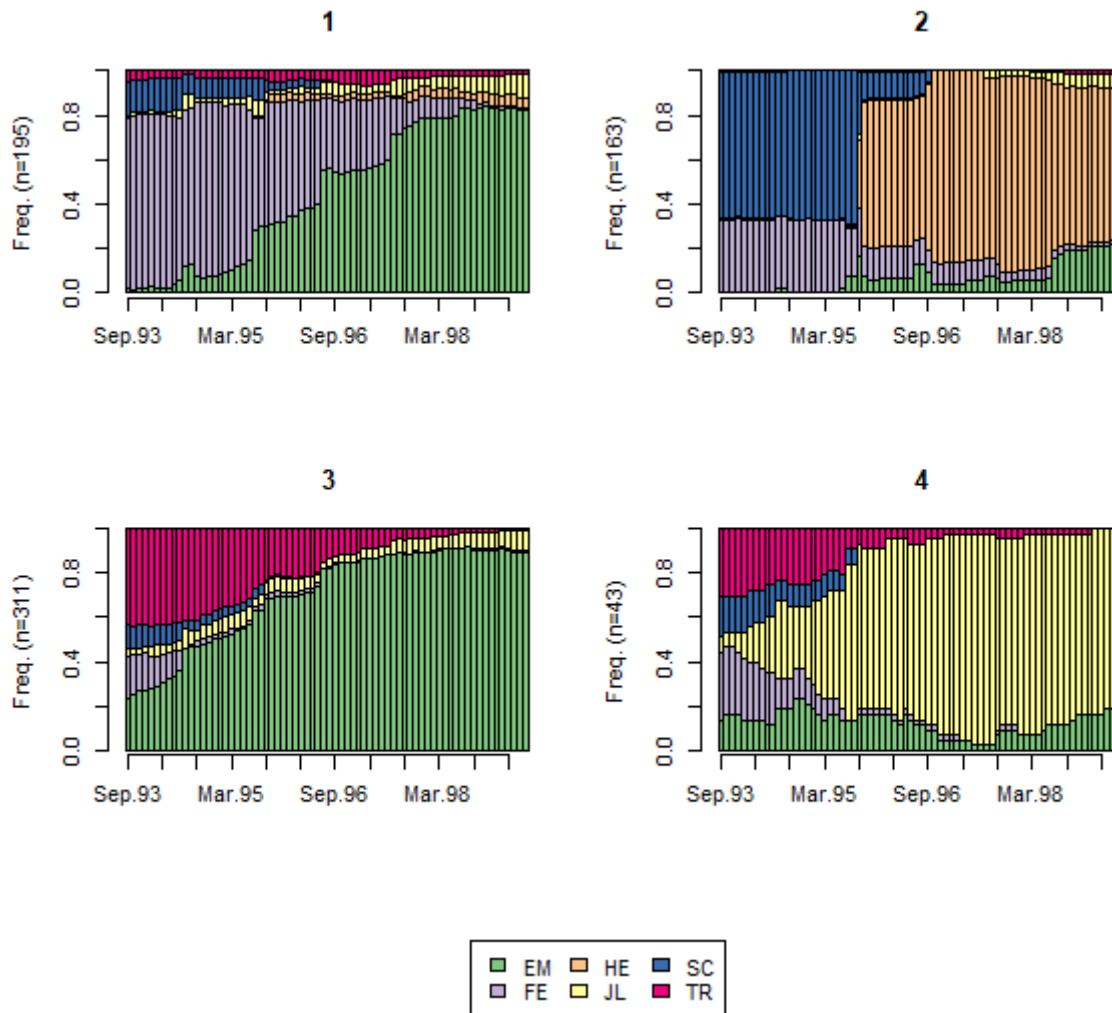 1
2
Freq. (n=195)
0.0 0.4 0.8
Sep.93 Mar.95 Sep.96 Mar.98
Freq. (n=163)
0.0 0.4 0.8
Sep.93 Mar.95 Sep.96 Mar.98
3
4
Freq. (n=311)
0.0 0.4 0.8
Sep.93 Mar.95 Sep.96 Mar.98
Freq. (n=43)
0.0 0.4 0.8
Sep.93 Mar.95 Sep.96 Mar.98
EM HE SC
FE JL TR